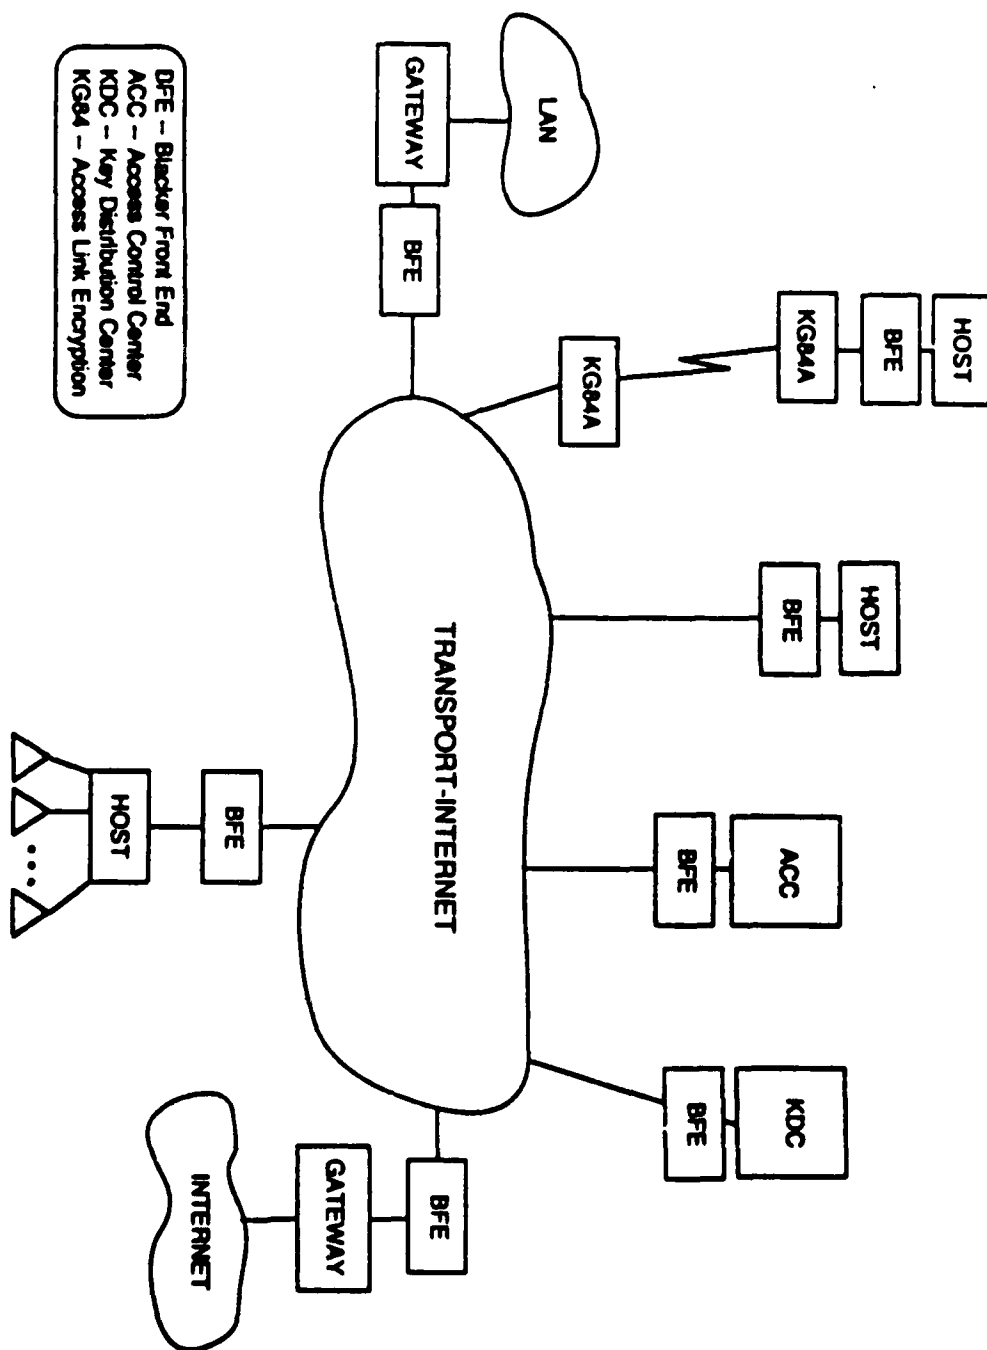 HOST
BFE
KG84A
KG84A
HOST
BFE
ACC
BFE
KDC
BFE
LAN
GATEWAY
BFE
TRANSPORT-INTERNET
BFE
GATEWAY
INTERNET
BFE
HOST
DFE -- Blacker Front End
ACC -- Access Control Center
KDC -- Key Distribution Center
KG84 -- Access Link Encryption